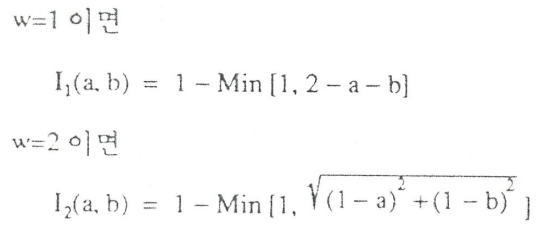 w=1 이면
I₁(a, b) = 1 − Min [1, 2 − a − b]
w=2 이면
I₂(a, b) = 1 − Min [1, √((1 − a)² + (1 − b)²) ]